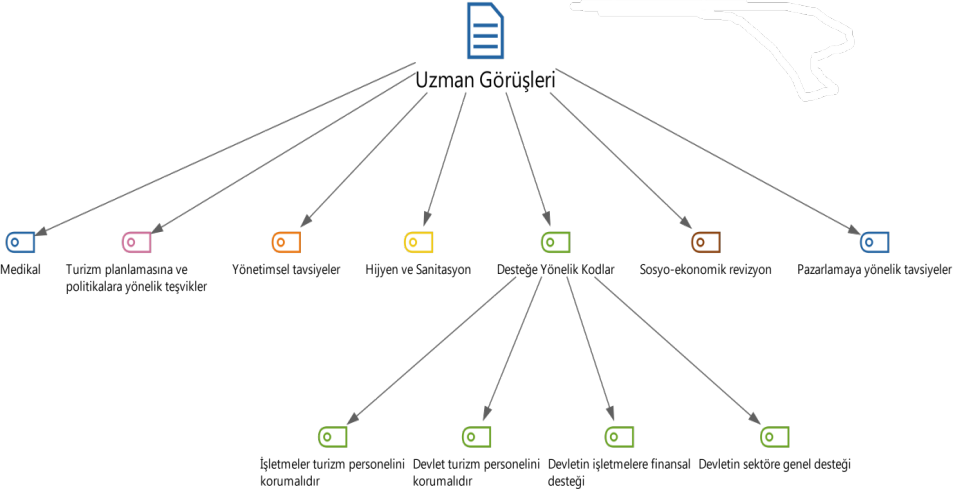 Uzman Görüşleri
Medikal
Turizm planlamasına ve
politikalara yönelik teşvikler
Yönetimsel tavsiyeler
Hijyen ve Sanitasyon
Desteğe Yönelik Kodlar
Sosyo-ekonomik revizyon
Pazarlamaya yönelik tavsiyeler
İşletmeler turizm personelini
korumalıdır
Devlet turizm personelini
korumalıdır
Devletin işletmelere finansal
desteği
Devletin sektöre genel desteği